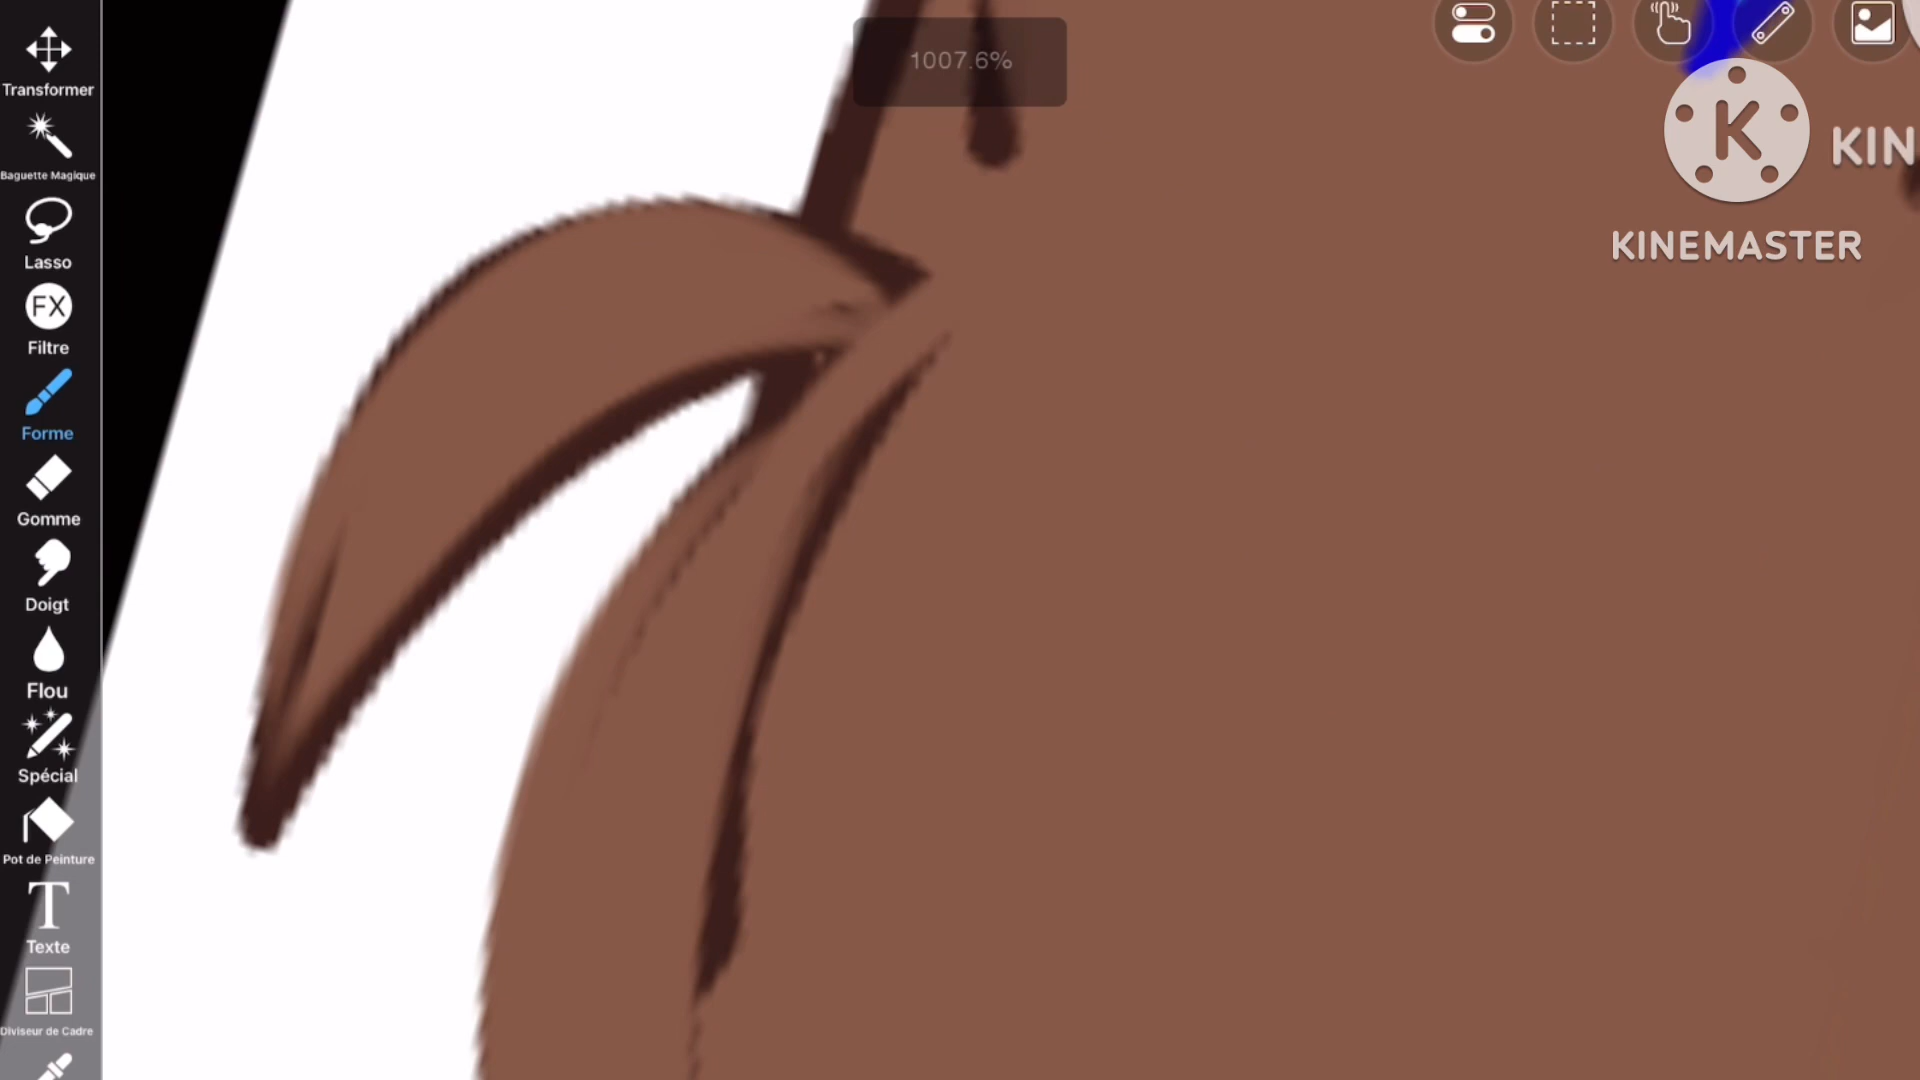 1007.6%
Transformer
Baguette Magique
Lasso
FX
Filtre
Forme
Gomme
Doigt
Flou
Spécial
Pot de Peinture
T
Texte
Diviseur de Cadre
K
KIN
KINEMASTER